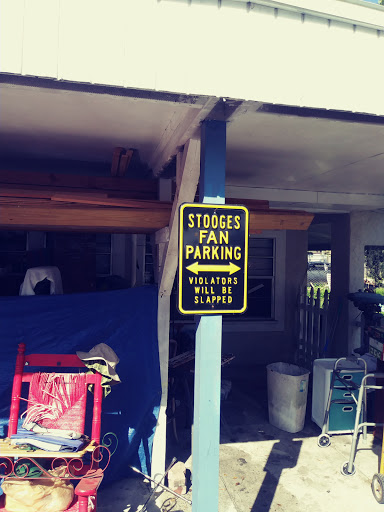 STOOGES
FAN
PARKING
VIOLATORS
WILL BE
SLAPPED